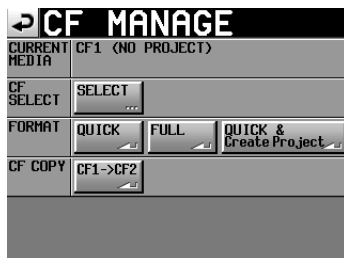 CF MANAGE
CURRENT MEDIA CF1 (NO PROJECT)
CF SELECT SELECT ...
FORMAT QUICK FULL QUICK & Create Project
CF COPY CF1->CF2